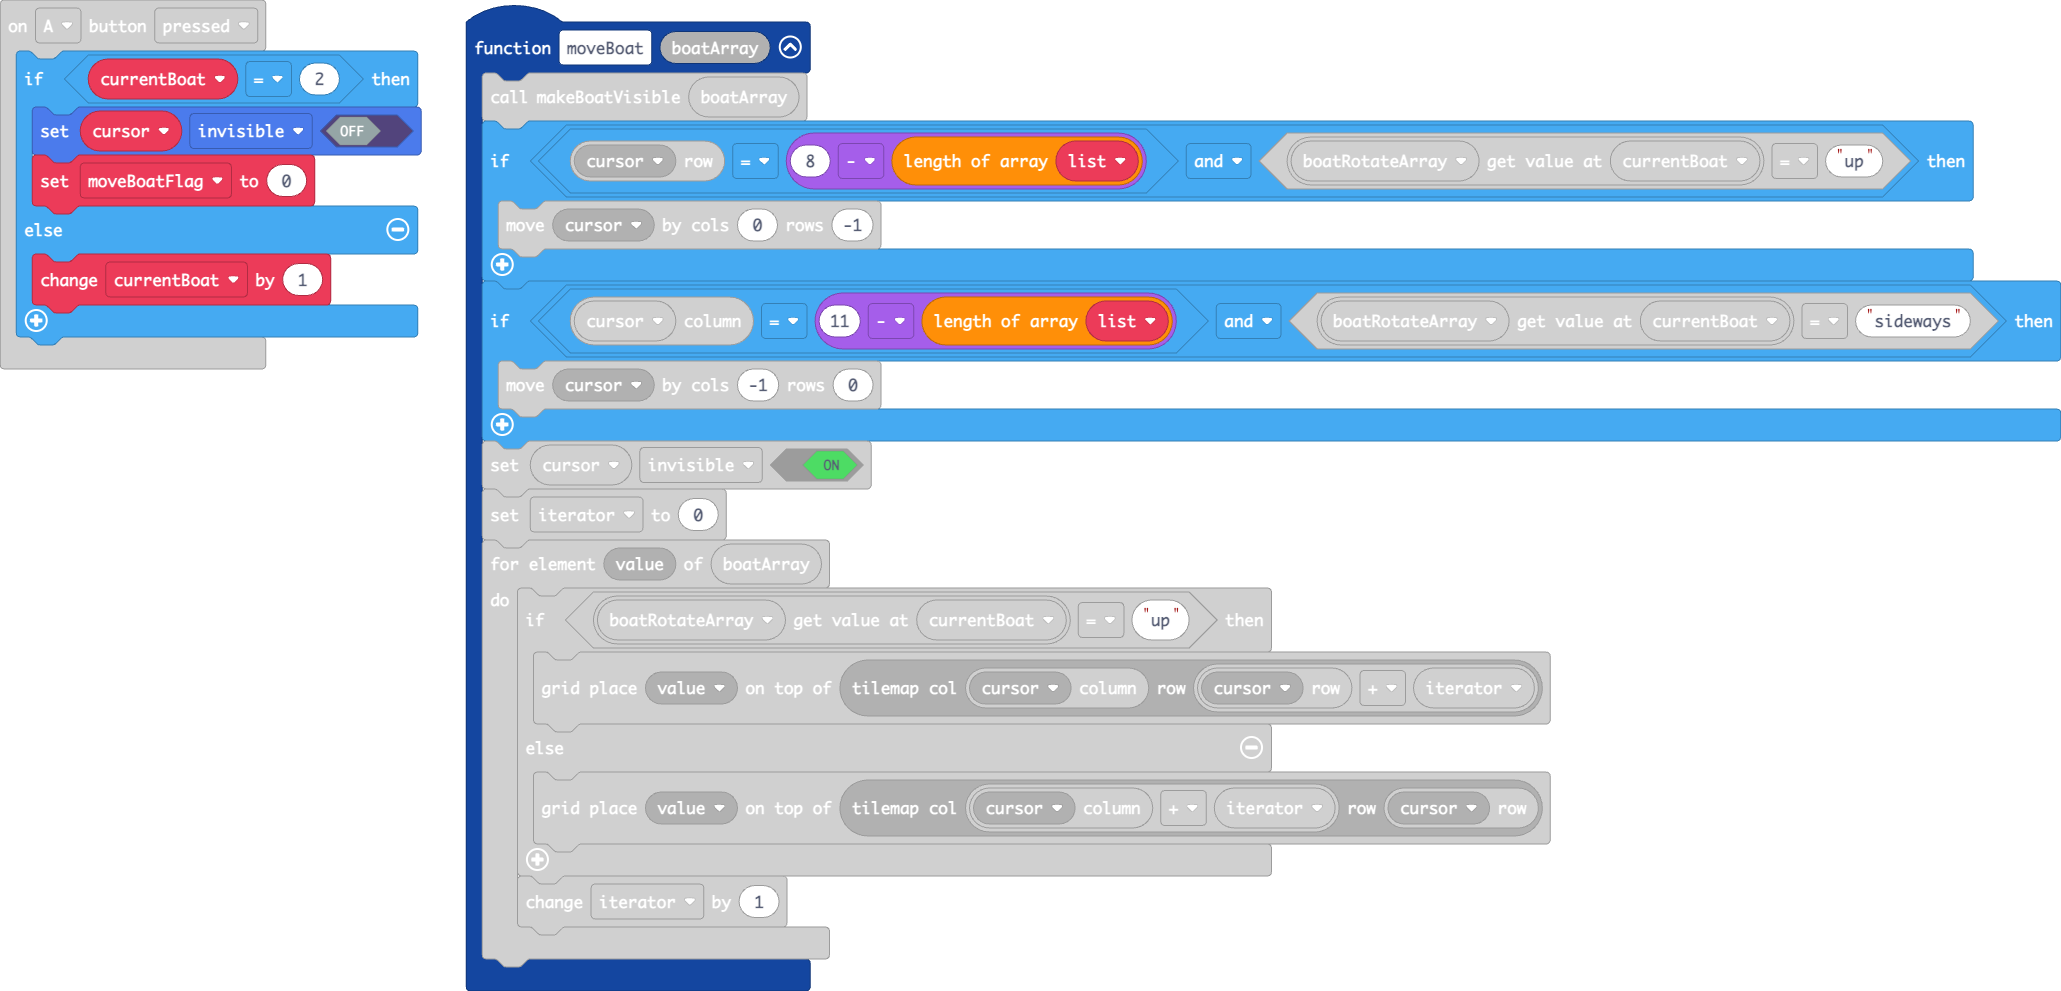 on A button pressed
if currentBoat = 2 then
set cursor invisible OFF
set moveBoatFlag to 0
else
change currentBoat by 1
function moveBoat boatArray
call makeBoatVisible boatArray
if cursor row = 8 - length of array list and boatRotateArray get value at currentBoat = "up" then
move cursor by cols 0 rows -1
if cursor column = 11 - length of array list and boatRotateArray get value at currentBoat = "sideways" then
move cursor by cols -1 rows 0
set cursor invisible ON
set iterator to 0
for element value of boatArray
do
if boatRotateArray get value at currentBoat = "up" then
grid place value on top of tilemap col cursor column row cursor row + iterator
else
grid place value on top of tilemap col cursor column + iterator row cursor row
change iterator by 1